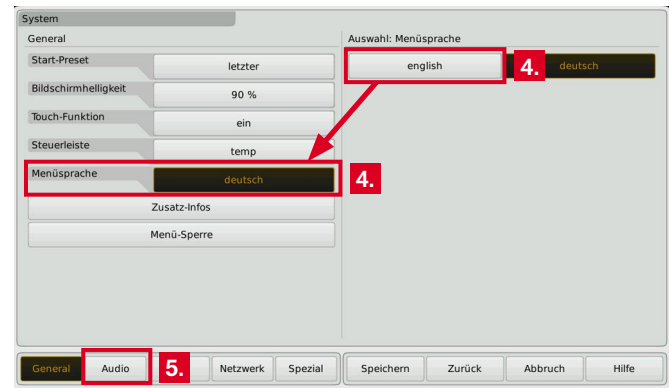 System
General
Start-Preset letzter
Bildschirmhelligkeit 90 %
Touch-Funktion ein
Steuerleiste temp
Menüsprache deutsch
Zusatz-Infos
Menü-Sperre
Auswahl: Menüsprache
english 4. deutsch
4.
General Audio 5. Netzwerk Spezial Speichern Zurück Abbruch Hilfe